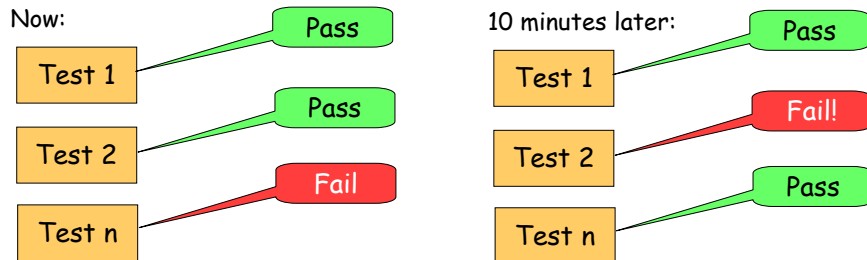 Now:
Pass
Test 1
Pass
Test 2
Fail
Test n
10 minutes later:
Pass
Test 1
Fail!
Test 2
Pass
Test n